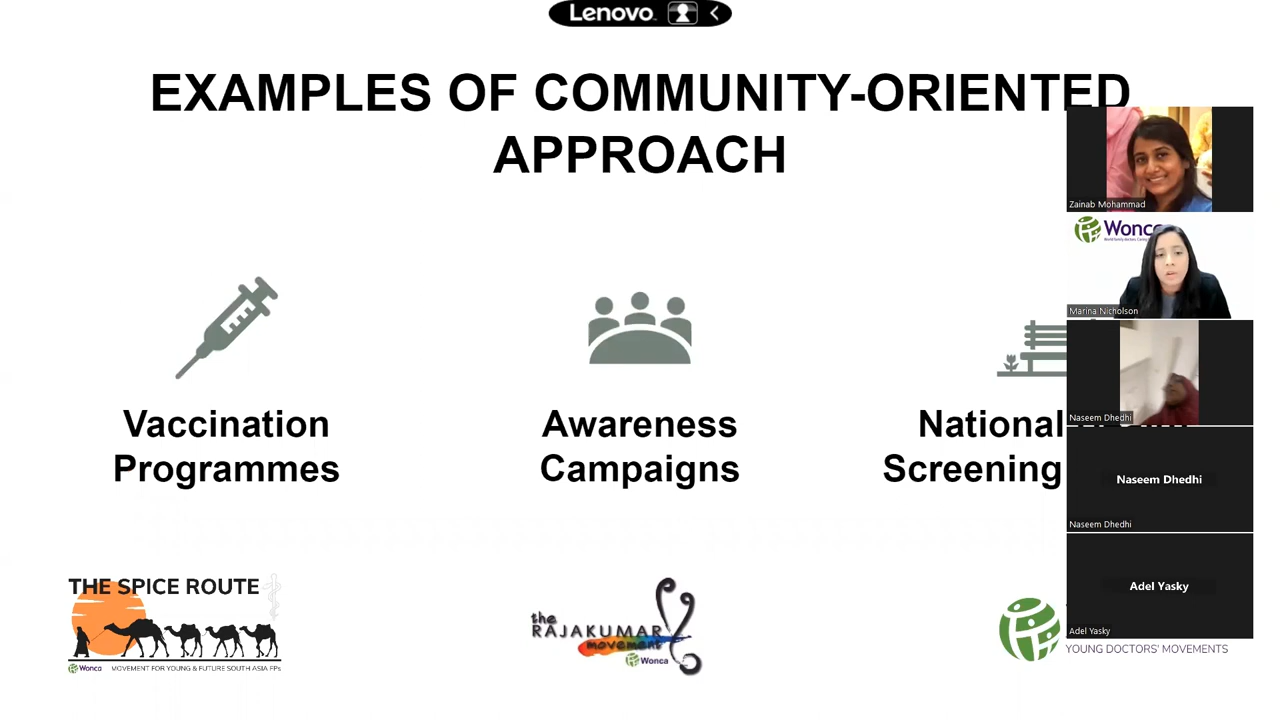 Lenovo
EXAMPLES OF COMMUNITY-ORIENTED
APPROACH
Zainab Mohammad
Wonca
Marina Nicholson
Vaccination
Programmes
Awareness
Campaigns
National
Screening
Naseem Dhedhi
Naseem Dhedhi
Naseem Dhedhi
Adel Yasky
Adel Yasky
THE SPICE ROUTE
Wonca MOVEMENT FOR YOUNG & FUTURE SOUTH ASIA FPs
the
RAJAKUMAR
movement
Wonca
YOUNG DOCTORS' MOVEMENTS